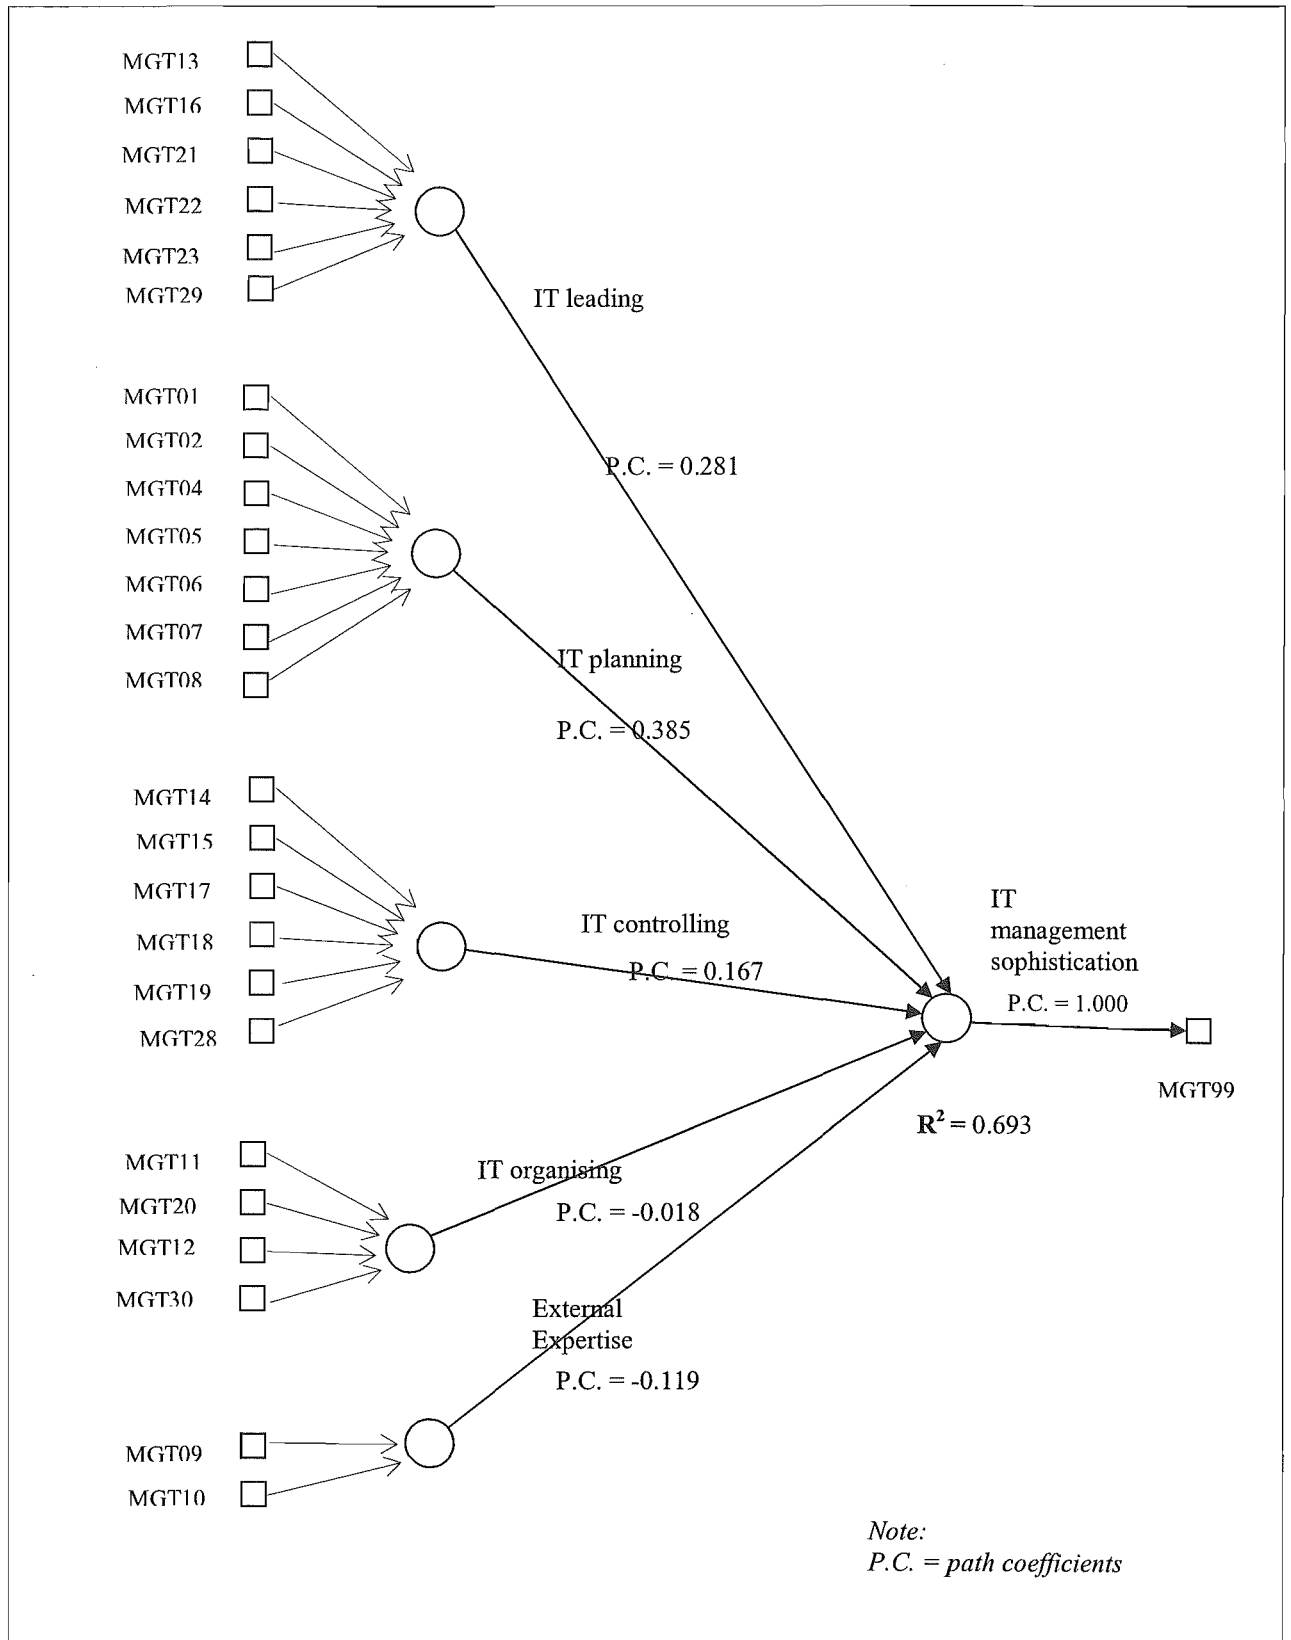 MGT13
MGT16
MGT21
MGT22
MGT23
MGT29
IT leading
P.C. = 0.281
MGT01
MGT02
MGT04
MGT05
MGT06
MGT07
MGT08
IT planning
P.C. = 0.385
MGT14
MGT15
MGT17
MGT18
MGT19
MGT28
IT controlling
P.C. = 0.167
IT
management
sophistication
P.C. = 1.000
MGT99
R² = 0.693
MGT11
MGT20
MGT12
MGT30
IT organising
P.C. = -0.018
External
Expertise
P.C. = -0.119
MGT09
MGT10
Note:
P.C. = path coefficients